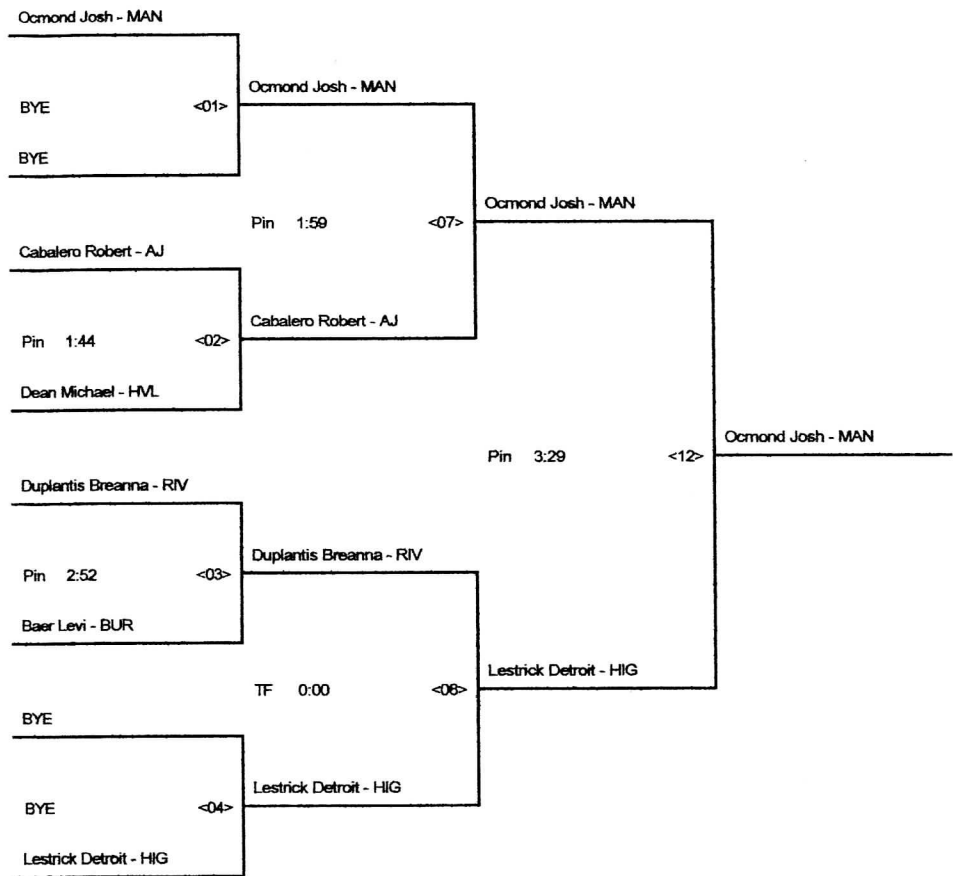 Ocmond Josh - MAN
Ocmond Josh - MAN
BYE <01>
BYE
Ocmond Josh - MAN
Pin 1:59 <07>
Cabalero Robert - AJ
Cabalero Robert - AJ
Pin 1:44 <02>
Dean Michael - HVL
Ocmond Josh - MAN
Pin 3:29 <12>
Duplantis Breanna - RIV
Duplantis Breanna - RIV
Pin 2:52 <03>
Baer Levi - BUR
Lestrick Detroit - HIG
TF 0:00 <08>
BYE
Lestrick Detroit - HIG
BYE <04>
Lestrick Detroit - HIG